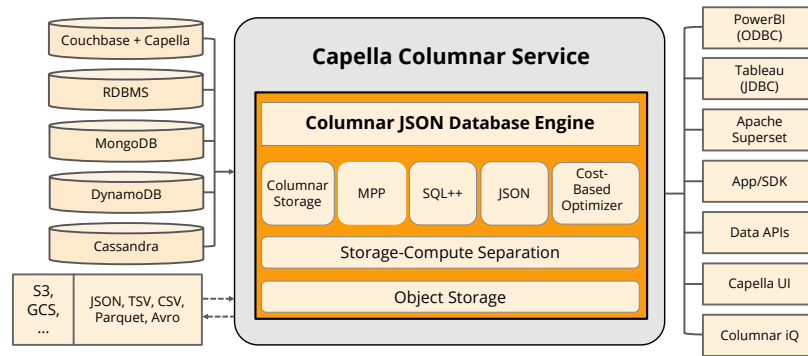 Couchbase + Capella
RDBMS
MongoDB
DynamoDB
Cassandra
S3,
GCS,
...
JSON, TSV, CSV,
Parquet, Avro
Capella Columnar Service
Columnar JSON Database Engine
Columnar
Storage
MPP
SQL++
JSON
Cost-
Based
Optimizer
Storage-Compute Separation
Object Storage
PowerBI
(ODBC)
Tableau
(JDBC)
Apache
Superset
App/SDK
Data APIs
Capella UI
Columnar iQ